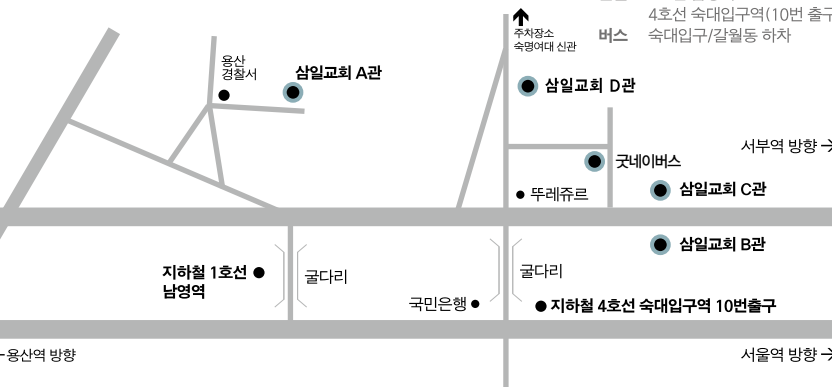 4호선 숙대입구역(10번 출구
버스 숙대입구/갈월동 하차
주차장소
숙명여대 신관
용산
경찰서
삼일교회 A관
삼일교회 D관
서부역 방향
굿네이버스
삼일교회 C관
뚜레쥬르
삼일교회 B관
지하철 1호선
남영역
굴다리
굴다리
국민은행
지하철 4호선 숙대입구역 10번출구
용산역 방향
서울역 방향